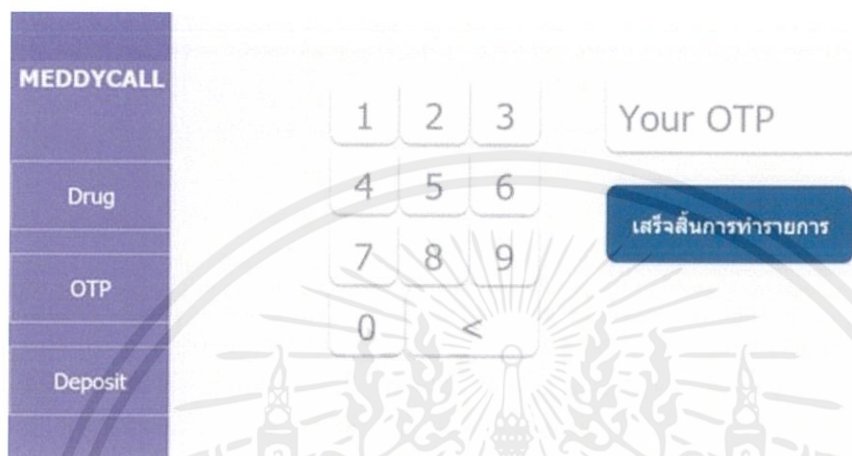 MEDDYCALL
Drug
OTP
Deposit
1 2 3
4 5 6
7 8 9
0 <
Your OTP
เสร็จสิ้นการทำรายการ